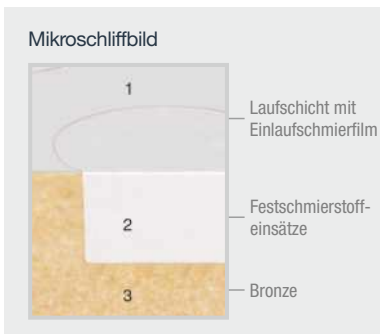 Mikroschliffbild
1
Laufschicht mit
Einlaufschmierfilm
2
Festschmierstoff-
einsätze
3
Bronze